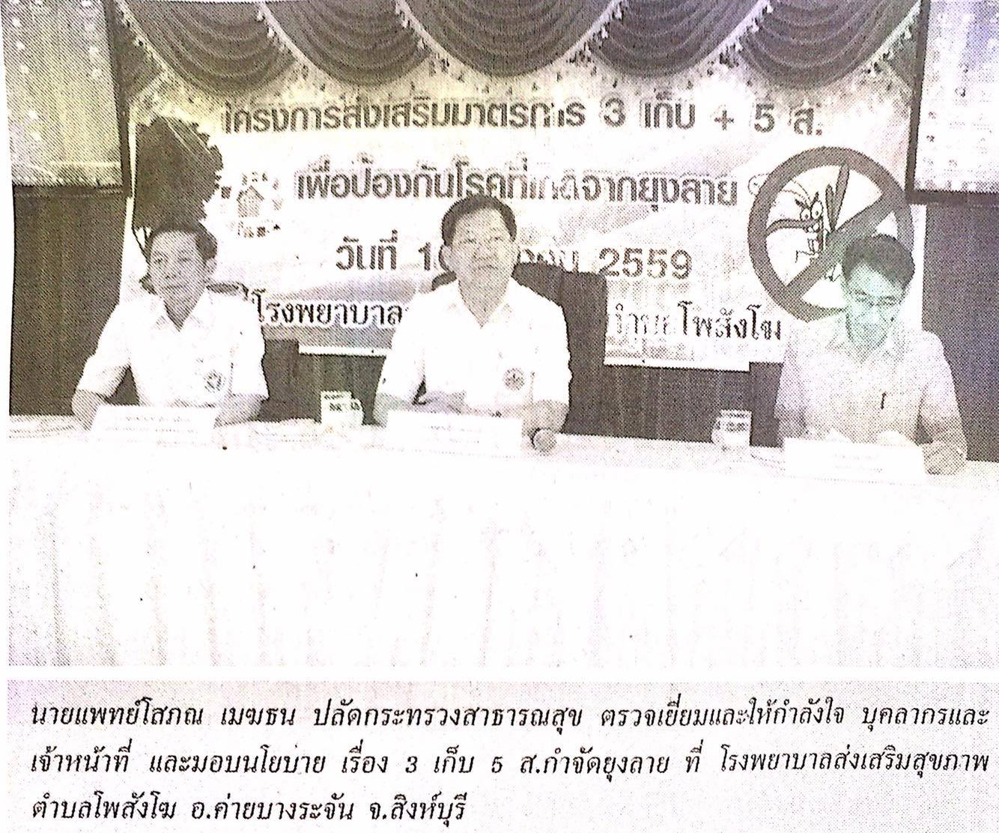 โครงการส่งเสริมมาตรการ 3 เก็บ + 5 ส.
เพื่อป้องกันโรคที่เกิดจากยุงลาย
วันที่ 2559
โรงพยาบาล โพสังโฆ
นายแพทย์โสภณ เมฆธน ปลัดกระทรวงสาธารณสุข ตรวจเยี่ยมและให้กำลังใจ บุคลากรและ
เจ้าหน้าที่ และมอบนโยบาย เรื่อง 3 เก็บ 5 ส.กำจัดยุงลาย ที่ โรงพยาบาลส่งเสริมสุขภาพ
ตำบลโพสังโฆ อ.ค่ายบางระจัน จ.สิงห์บุรี